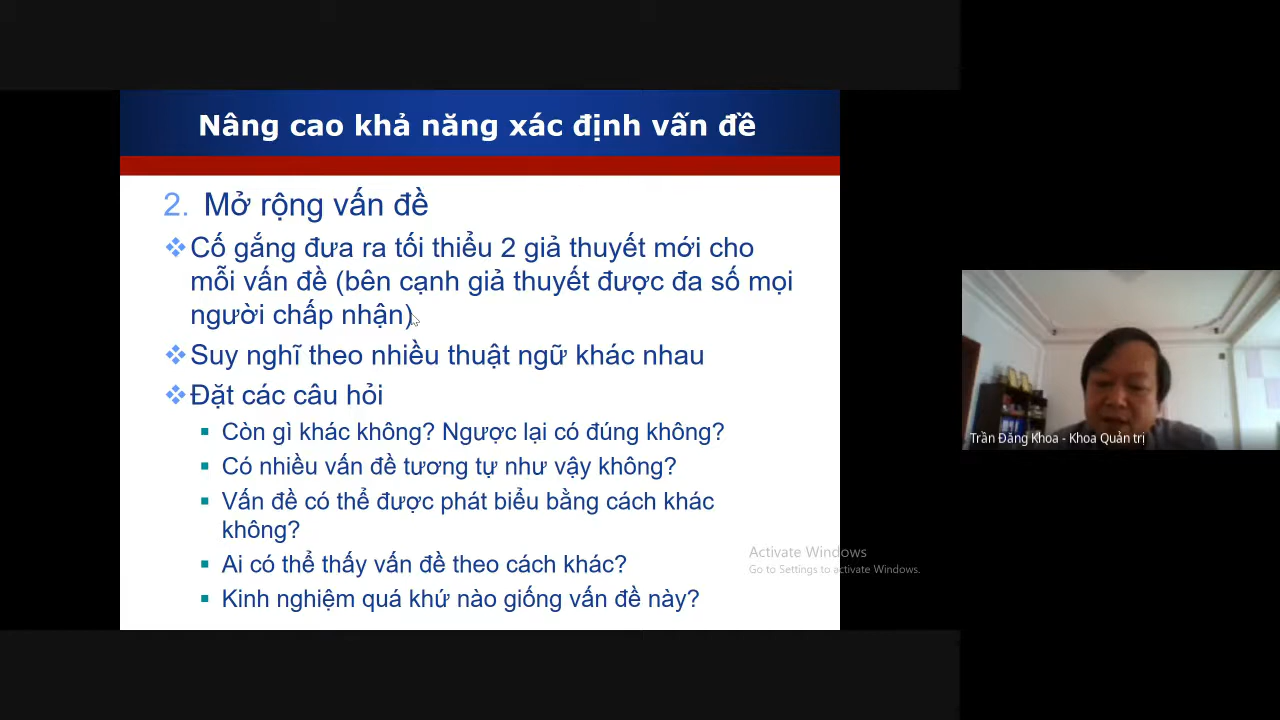 Nâng cao khả năng xác định vấn đề
2. Mở rộng vấn đề
❖Cố gắng đưa ra tối thiểu 2 giả thuyết mới cho
mỗi vấn đề (bên cạnh giả thuyết được đa số mọi
người chấp nhận)
❖Suy nghĩ theo nhiều thuật ngữ khác nhau
❖Đặt các câu hỏi
▪ Còn gì khác không? Ngược lại có đúng không?
▪ Có nhiều vấn đề tương tự như vậy không?
▪ Vấn đề có thể được phát biểu bằng cách khác
không?
▪ Ai có thể thấy vấn đề theo cách khác?
▪ Kinh nghiệm quá khứ nào giống vấn đề này?
Trần Đăng Khoa - Khoa Quản trị
Activate Windows
Go to Settings to activate Windows.